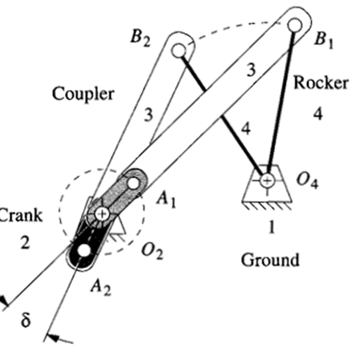 B₂
B₁
3
Rocker
4
Coupler
3
4
A₁
O₄
Crank
2
O₂
1
Ground
A₂
δ